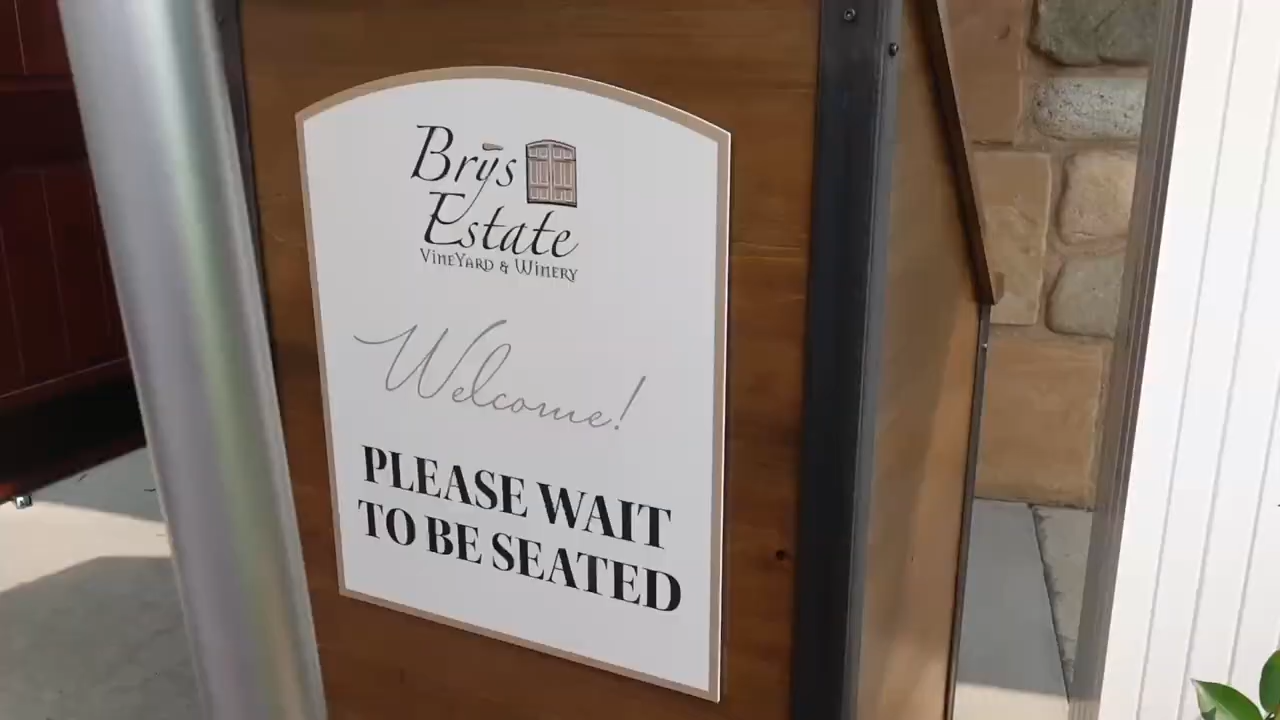 Brys
Estate
VineYard & Winery
Welcome!
PLEASE WAIT
TO BE SEATED